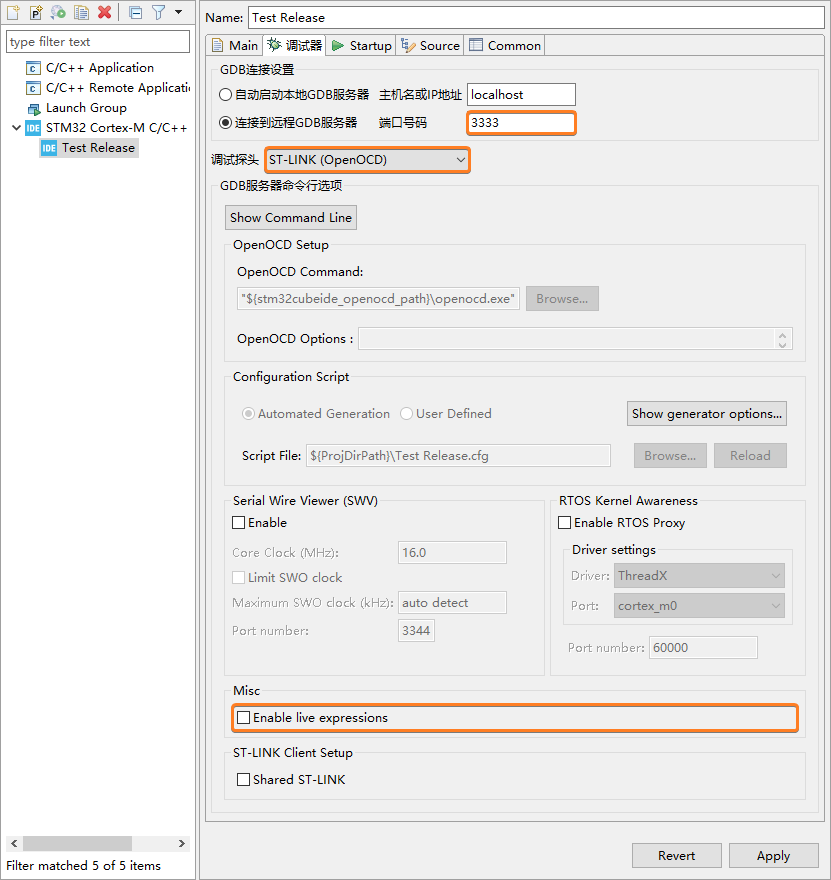 type filter text
C/C++ Application
C/C++ Remote Applicati
Launch Group
STM32 Cortex-M C/C++
Test Release
Filter matched 5 of 5 items
Name: Test Release
Main 调试器 Startup Source Common
GDB连接设置
自动启动本地GDB服务器 主机名或IP地址 localhost
连接到远程GDB服务器 端口号码 3333
调试探头 ST-LINK (OpenOCD)
GDB服务器命令行选项
Show Command Line
OpenOCD Setup
OpenOCD Command:
"${stm32cubeide_openocd_path}\openocd.exe" Browse...
OpenOCD Options :
Configuration Script
Automated Generation User Defined Show generator options...
Script File: ${ProjDirPath}\Test Release.cfg Browse... Reload
Serial Wire Viewer (SWV)
Enable
Core Clock (MHz): 16.0
Limit SWO clock
Maximum SWO clock (kHz): auto detect
Port number: 3344
RTOS Kernel Awareness
Enable RTOS Proxy
Driver settings
Driver: ThreadX
Port: cortex_m0
Port number: 60000
Misc
Enable live expressions
ST-LINK Client Setup
Shared ST-LINK
Revert Apply